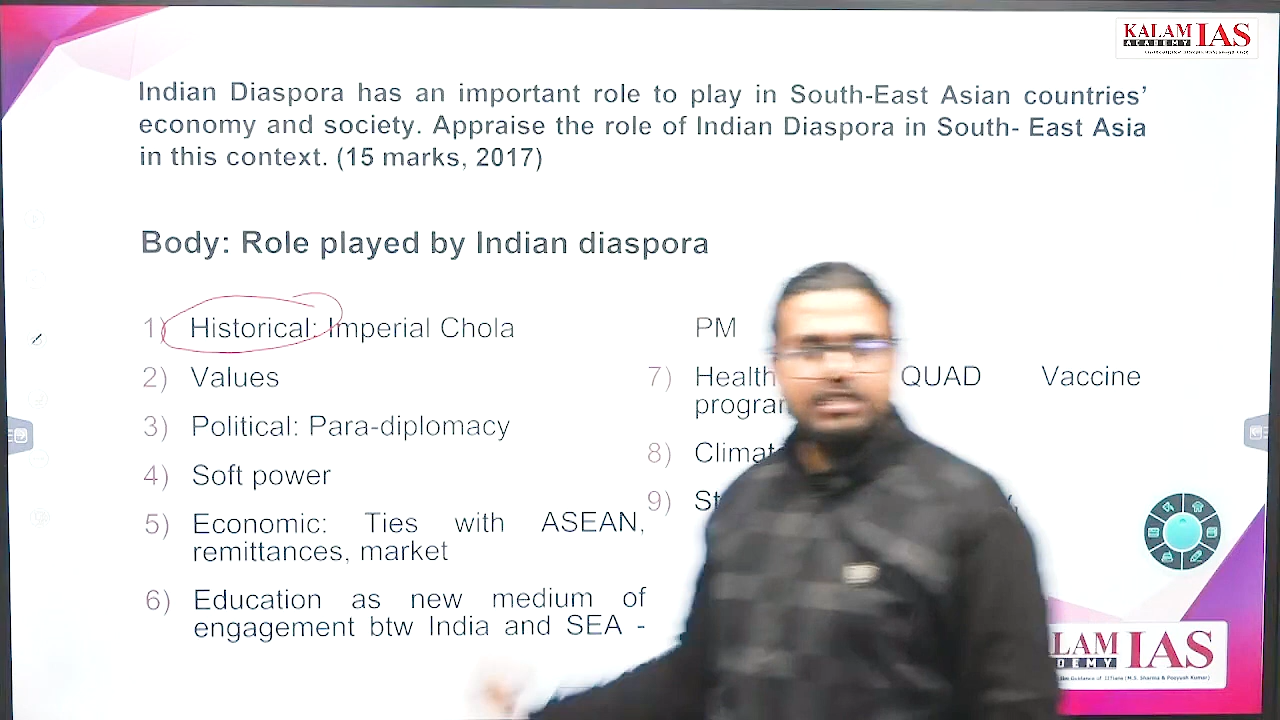 KALAM IAS
ACADEMY
Indian Diaspora has an important role to play in South-East Asian countries’
economy and society. Appraise the role of Indian Diaspora in South- East Asia
in this context. (15 marks, 2017)
Body: Role played by Indian diaspora
1) Historical: Imperial Chola
2) Values
3) Political: Para-diplomacy
4) Soft power
5) Economic: Ties with ASEAN,
remittances, market
6) Education as new medium of
engagement btw India and SEA -
PM
7) Health QUAD Vaccine
8)
9)
IAS